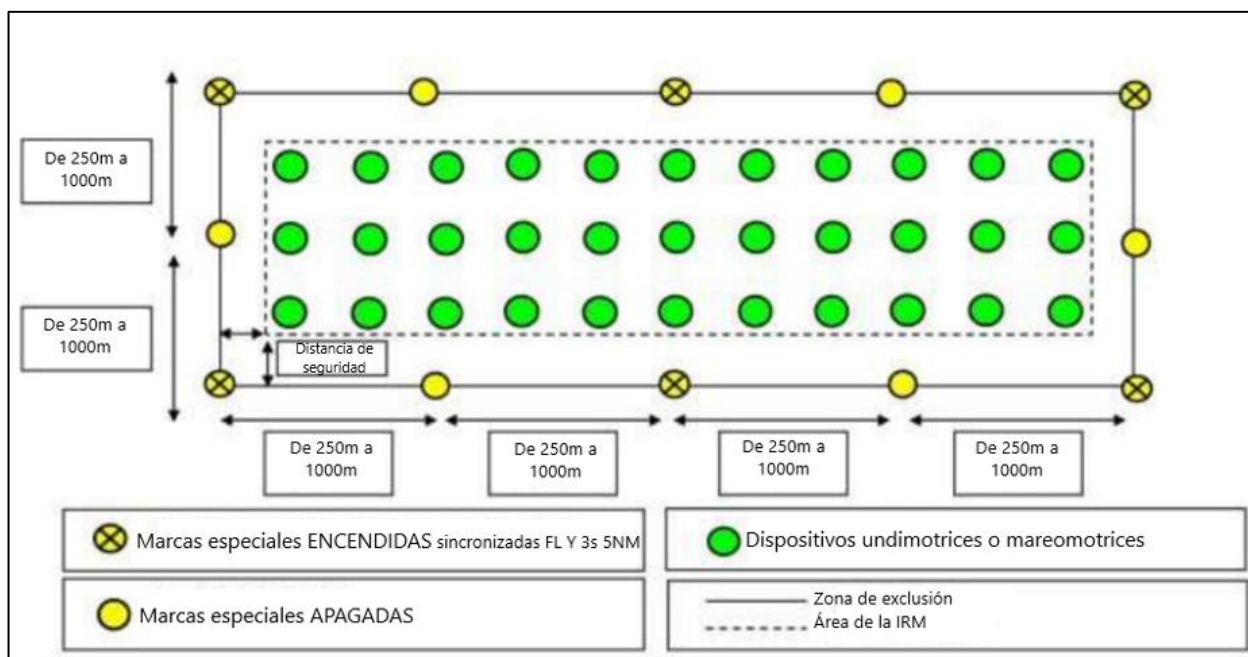 De 250m a
1000m
De 250m a
1000m
Distancia de
seguridad
De 250m a
1000m
De 250m a
1000m
De 250m a
1000m
De 250m a
1000m
Marcas especiales ENCENDIDAS sincronizadas FL Y 3s 5NM
Dispositivos undimotrices o mareomotrices
Marcas especiales APAGADAS
Zona de exclusión
Área de la IRM